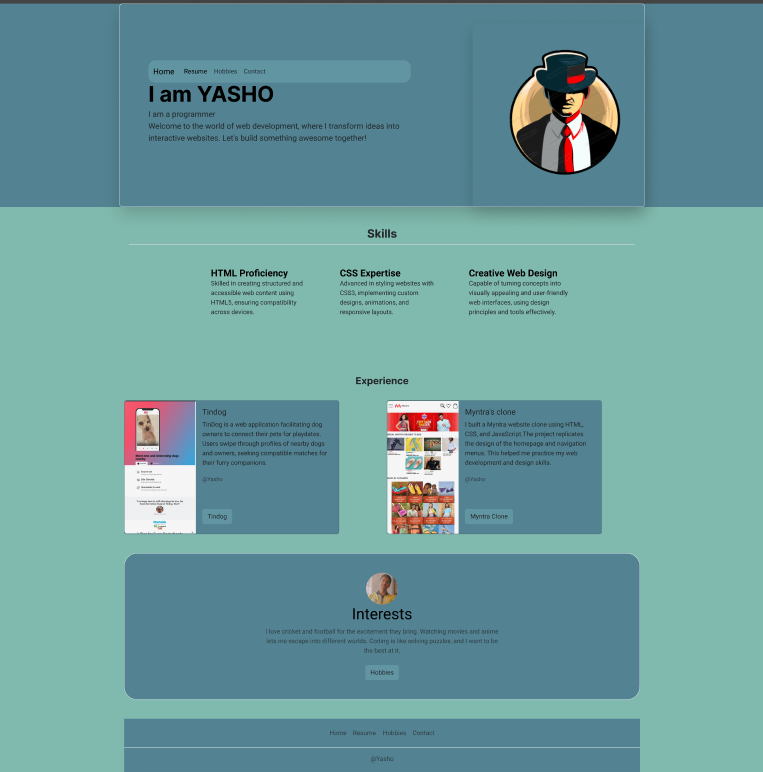 Home Resume Hobbies Contact
I am YASHO
I am a programmer
Welcome to the world of web development, where I transform ideas into
interactive websites. Let's build something awesome together!
Skills
HTML Proficiency
Skilled in creating structured and
accessible web content using
HTML5, ensuring compatibility
across devices.
CSS Expertise
Advanced in styling websites with
CSS3, implementing custom
designs, animations, and
responsive layouts.
Creative Web Design
Capable of turning concepts into
visually appealing and user-friendly
web interfaces, using design
principles and tools effectively.
Experience
Tindog
TinDog is a web application facilitating dog
owners to connect their pets for playdates.
Users swipe through profiles of nearby dogs
and owners, seeking compatible matches for
their furry companions.
@Yasho
Tindog
Myntra's clone
I built a Myntra website clone using HTML,
CSS, and JavaScript.The project replicates
the design of the homepage and navigation
menus. This helped me practice my web
development and design skills.
@Yasho
Myntra Clone
Interests
I love cricket and football for the excitement they bring. Watching movies and anime
lets me escape into different worlds. Coding is like solving puzzles, and I want to be
the best at it.
Hobbies
Home Resume Hobbies Contact
@Yasho